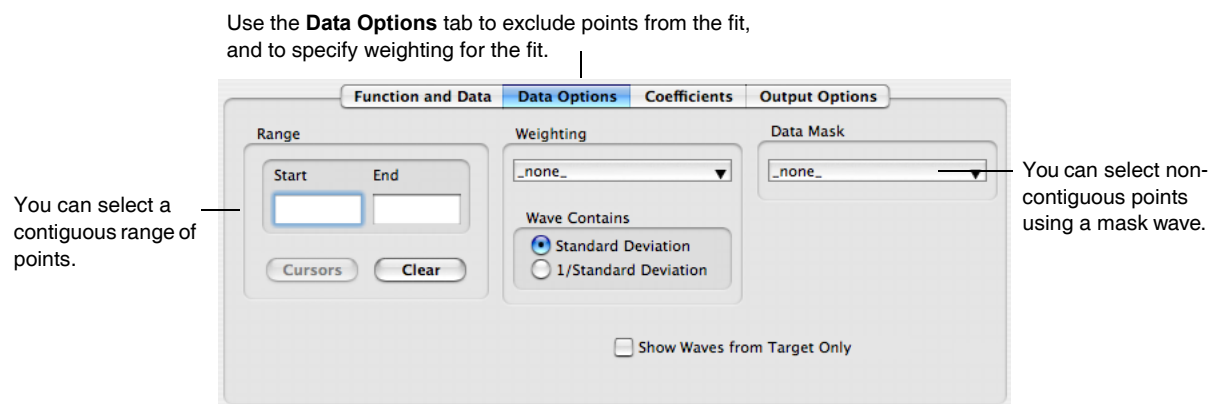 Use the Data Options tab to exclude points from the fit,
and to specify weighting for the fit.
Function and Data Data Options Coefficients Output Options
Range
Start End
Cursors Clear
Weighting
_none_
Wave Contains
Standard Deviation
1/Standard Deviation
Data Mask
_none_
Show Waves from Target Only
You can select a
contiguous range of
points.
You can select non-
contiguous points
using a mask wave.